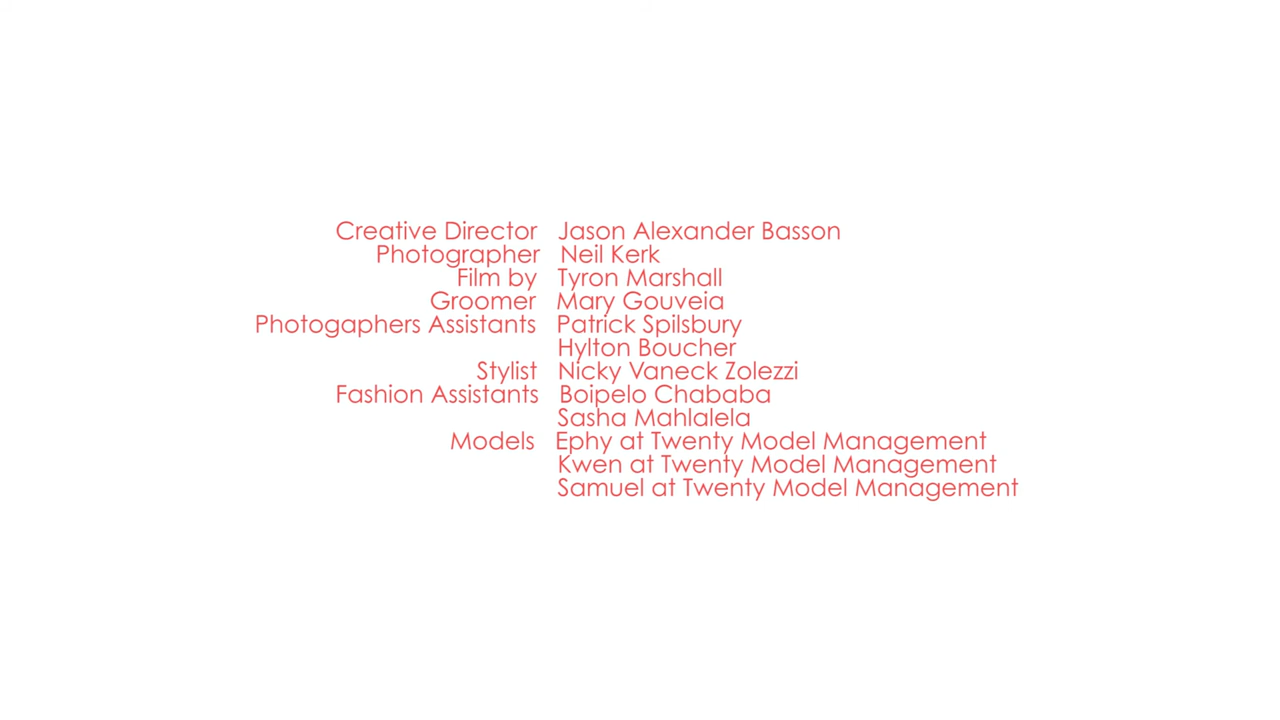 Creative Director Jason Alexander Basson
Photographer Neil Kerk
Film by Tyron Marshall
Groomer Mary Gouveia
Photogaphers Assistants Patrick Spilsbury
Hylton Boucher
Stylist Nicky Vaneck Zolezzi
Fashion Assistants Boipelo Chababa
Sasha Mahlalela
Models Ephy at Twenty Model Management
Kwen at Twenty Model Management
Samuel at Twenty Model Management